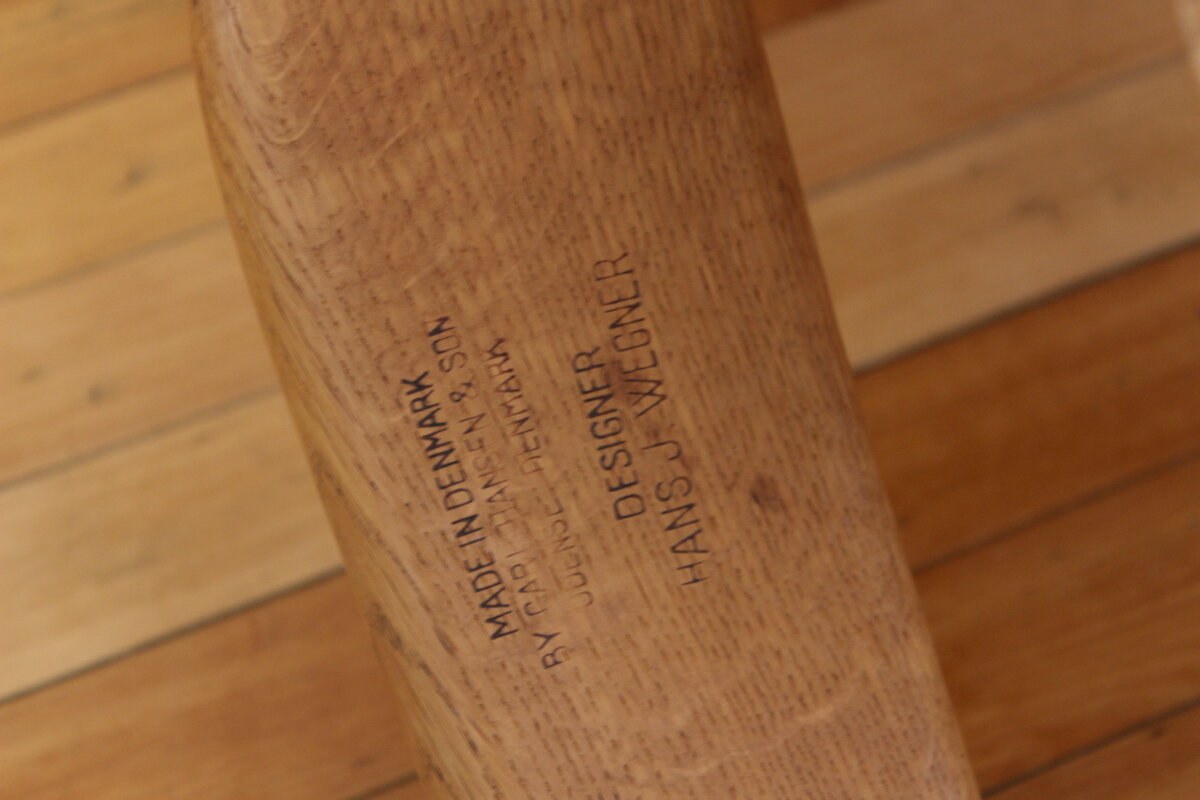 MADE IN DENMARK
BY CARL HANSEN & SON
ODENSE DENMARK
DESIGNER
HANS J. WEGNER